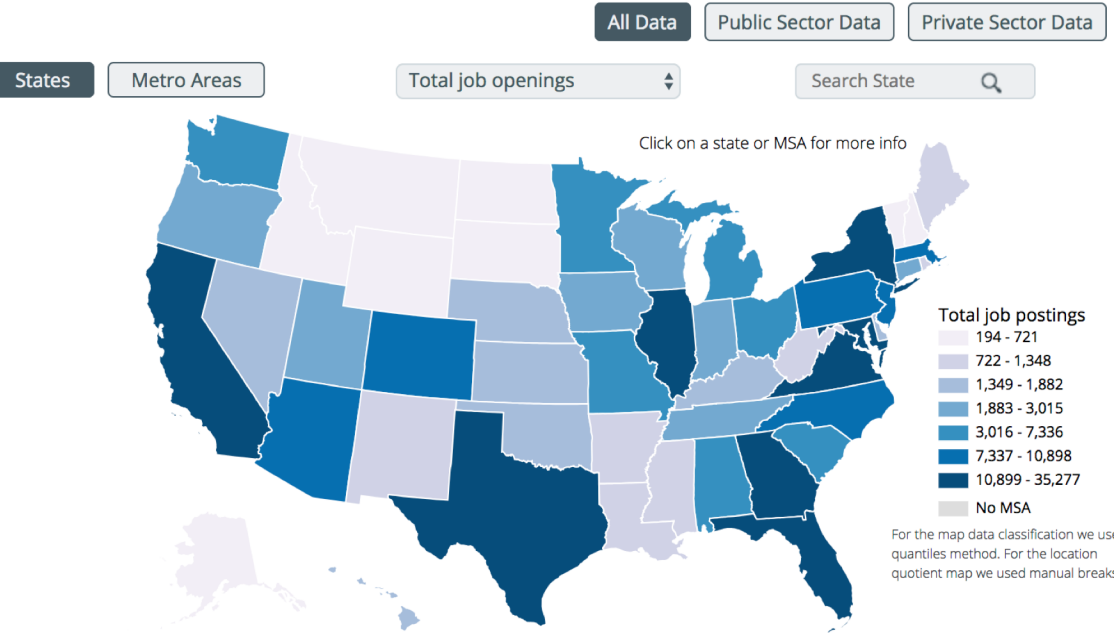 All Data
Public Sector Data
Private Sector Data
States
Metro Areas
Total job openings
Search State
Click on a state or MSA for more info
Total job postings
194 - 721
722 - 1,348
1,349 - 1,882
1,883 - 3,015
3,016 - 7,336
7,337 - 10,898
10,899 - 35,277
No MSA
For the map data classification we use
quantiles method. For the location
quotient map we used manual breaks